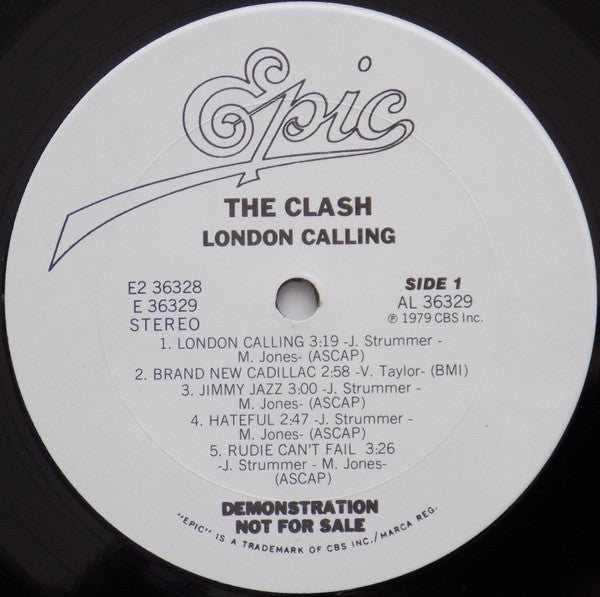 Epic
THE CLASH
LONDON CALLING
E2 36328
E 36329
STEREO
SIDE 1
AL 36329
℗ 1979 CBS Inc.
1. LONDON CALLING 3:19 -J. Strummer -
M. Jones- (ASCAP)
2. BRAND NEW CADILLAC 2:58 -V. Taylor- (BMI)
3. JIMMY JAZZ 3:00 -J. Strummer -
M. Jones- (ASCAP)
4. HATEFUL 2:47 -J. Strummer -
M. Jones- (ASCAP)
5. RUDIE CAN'T FAIL 3:26
-J. Strummer - M. Jones-
(ASCAP)
DEMONSTRATION
NOT FOR SALE
"EPIC" IS A TRADEMARK OF CBS INC./MARCA REG.